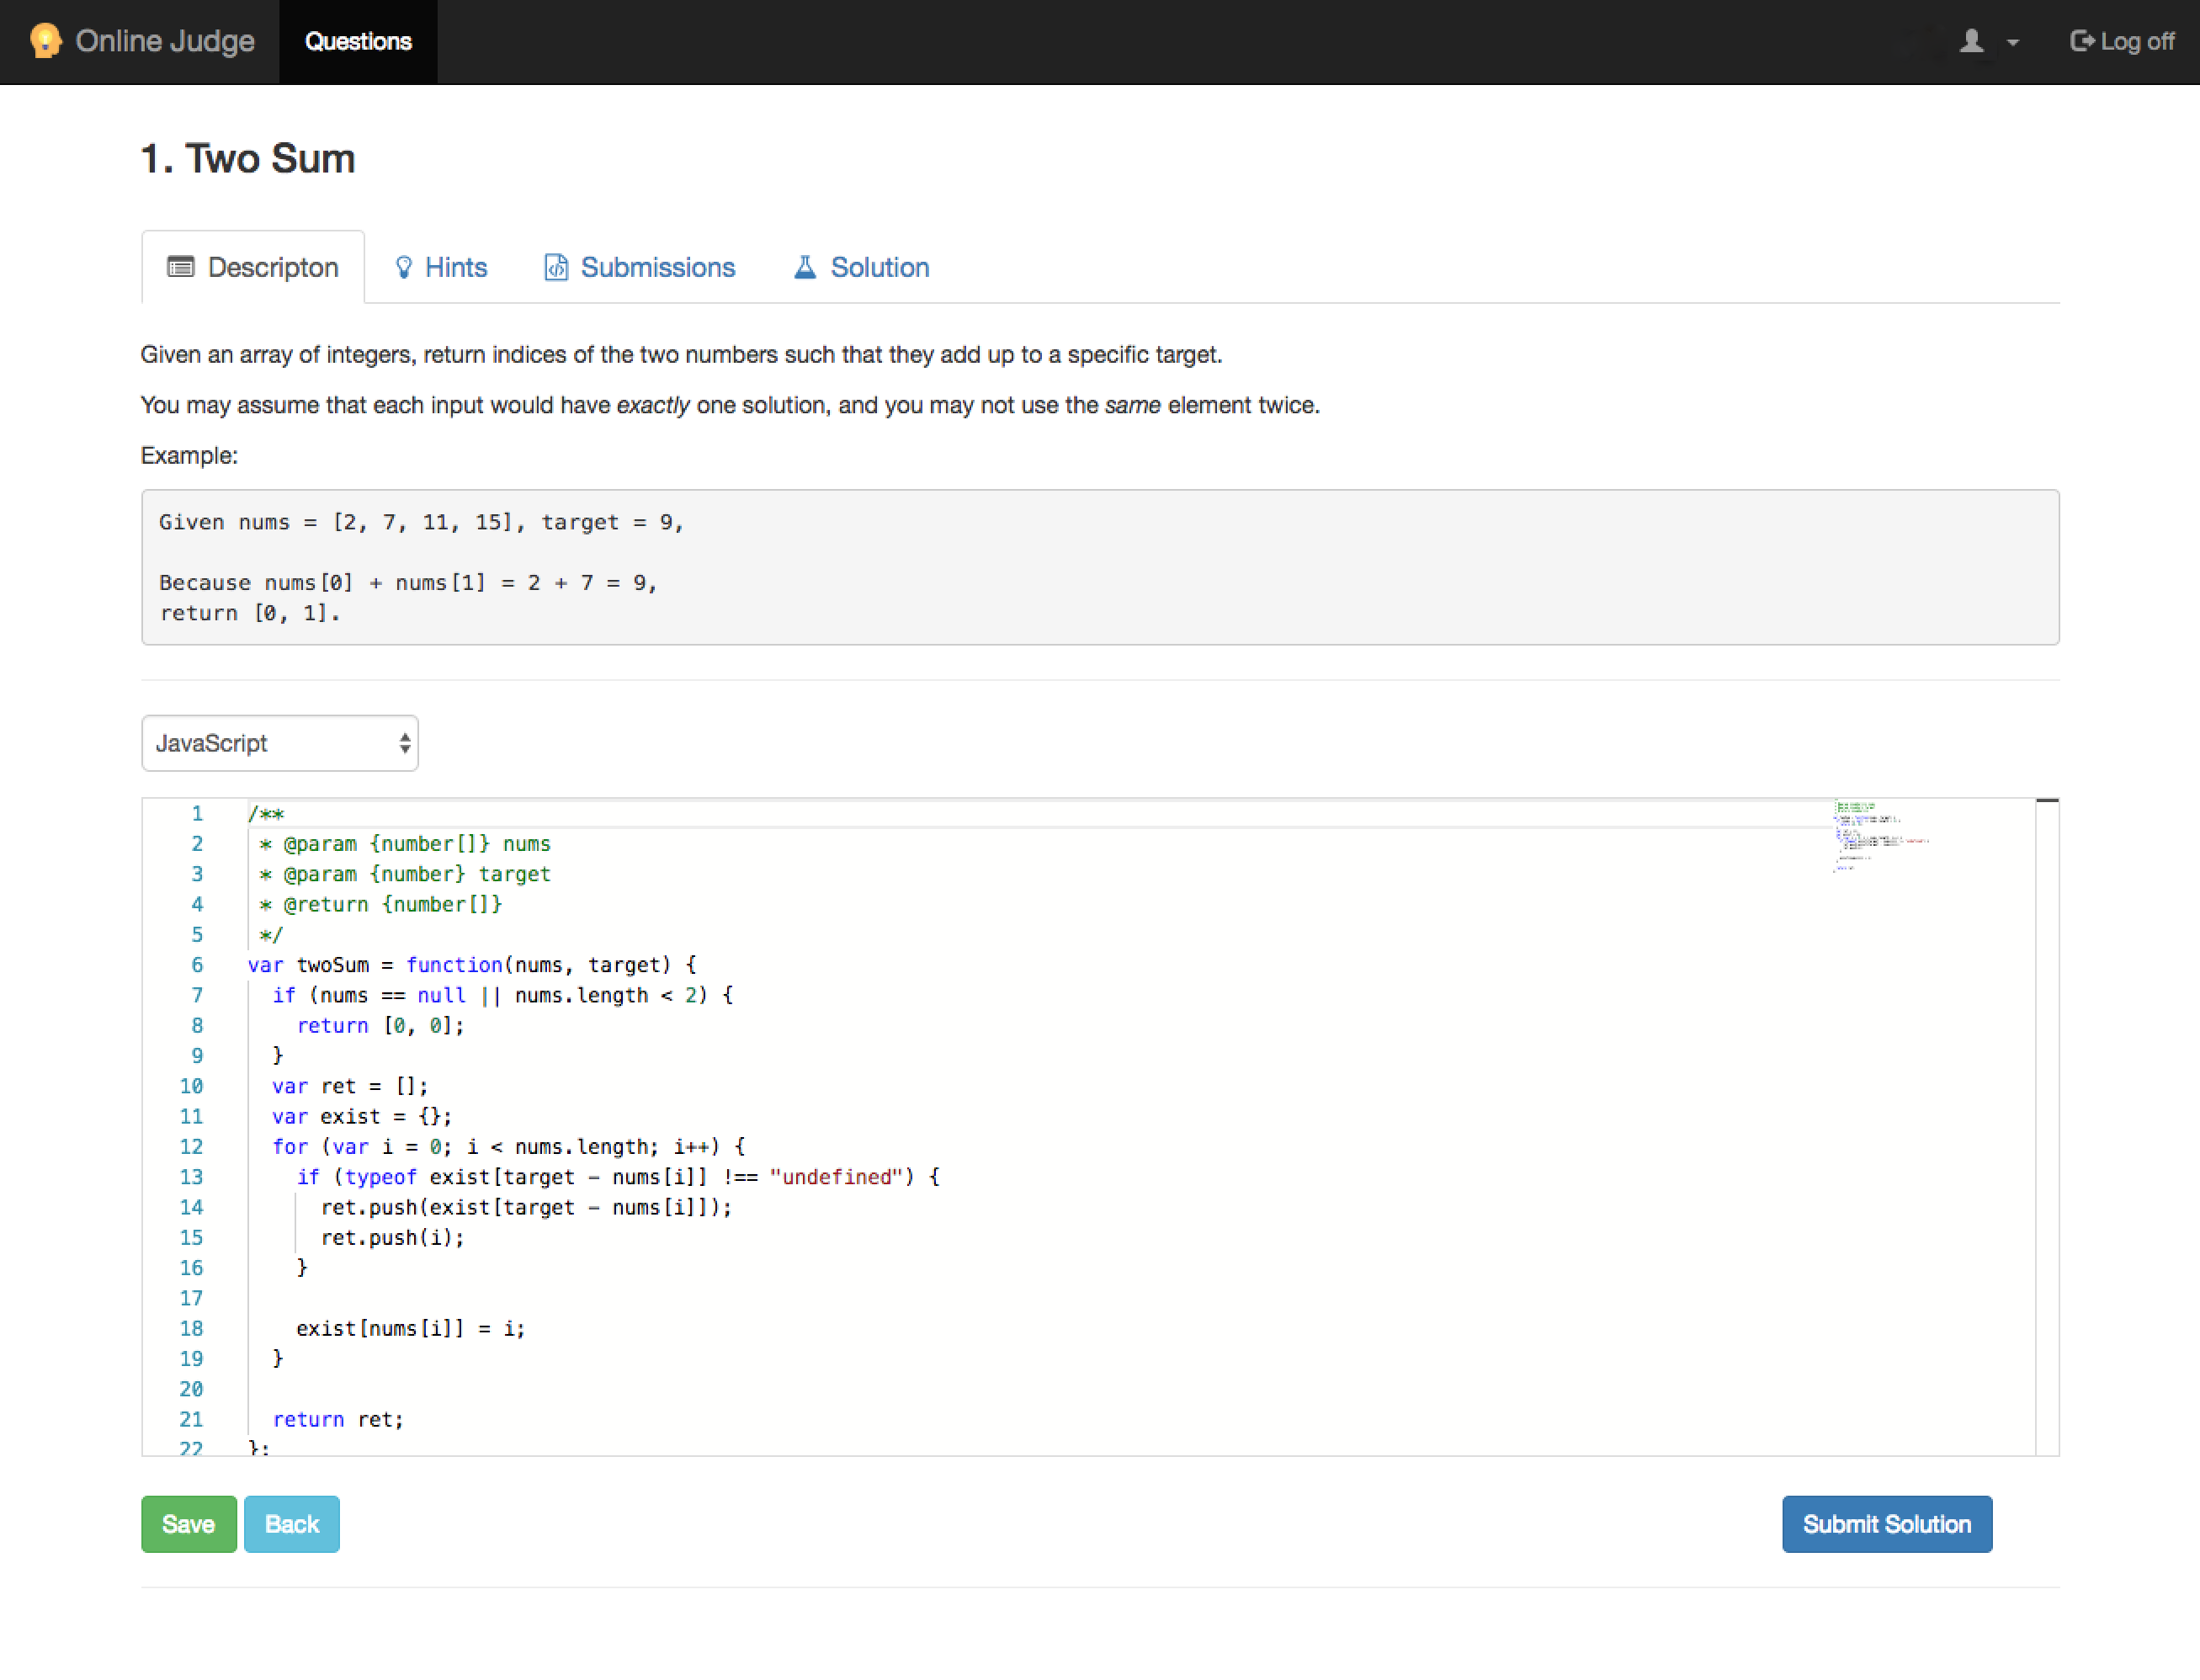 Online Judge Questions Log off
1. Two Sum
Descripton Hints Submissions Solution
Given an array of integers, return indices of the two numbers such that they add up to a specific target.
You may assume that each input would have exactly one solution, and you may not use the same element twice.
Example:
Given nums = [2, 7, 11, 15], target = 9,
Because nums[0] + nums[1] = 2 + 7 = 9,
return [0, 1].
JavaScript
1 /**
2  * @param {number[]} nums
3  * @param {number} target
4  * @return {number[]}
5  */
6 var twoSum = function(nums, target) {
7   if (nums == null || nums.length < 2) {
8     return [0, 0];
9   }
10   var ret = [];
11   var exist = {};
12   for (var i = 0; i < nums.length; i++) {
13     if (typeof exist[target - nums[i]] !== "undefined") {
14       ret.push(exist[target - nums[i]]);
15       ret.push(i);
16     }
17
18     exist[nums[i]] = i;
19   }
20
21   return ret;
22 };
Save Back Submit Solution